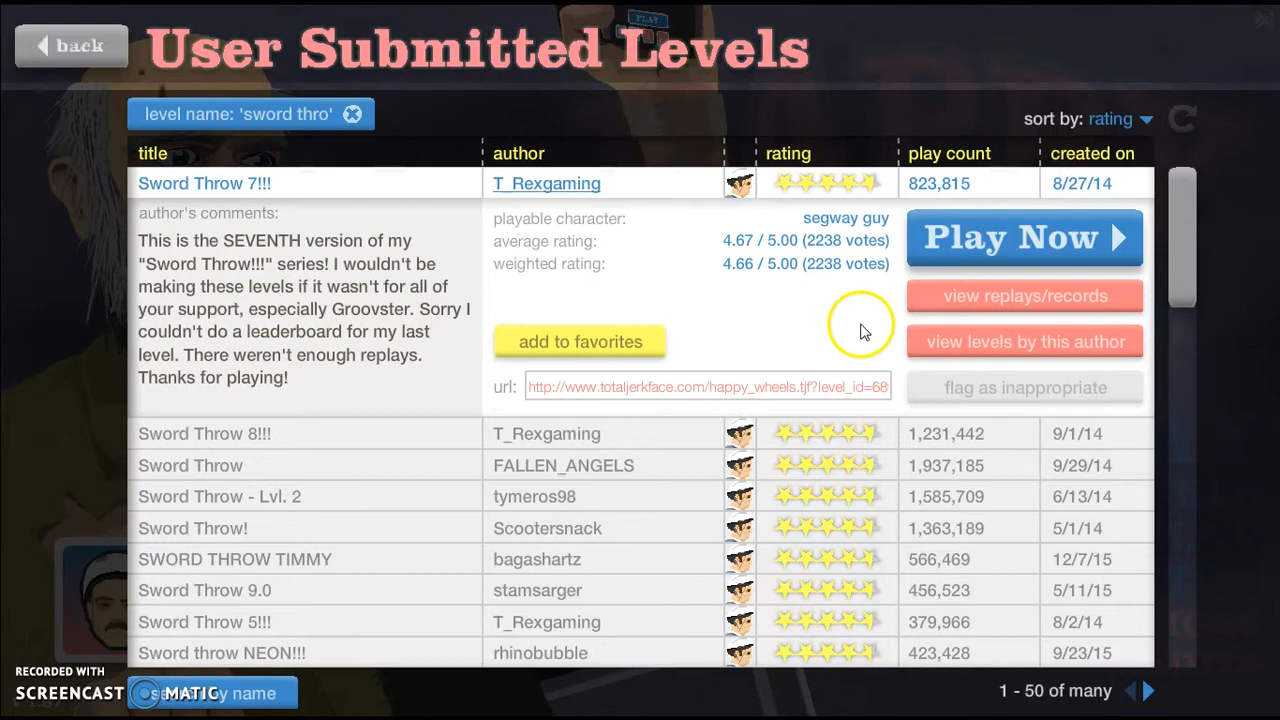 back
User Submitted Levels
level name: 'sword thro'
sort by: rating
title author rating play count created on
Sword Throw 7!!! T_Rexgaming 823,815 8/27/14
author's comments:
This is the SEVENTH version of my
"Sword Throw!!!" series! I wouldn't be
making these levels if it wasn't for all of
your support, especially Groovster. Sorry I
couldn't do a leaderboard for my last
level. There weren't enough replays.
Thanks for playing!
playable character: segway guy
average rating: 4.67 / 5.00 (2238 votes)
weighted rating: 4.66 / 5.00 (2238 votes)
add to favorites
url: http://www.totaljerkface.com/happy_wheels.tjf?level_id=68
Play Now
view replays/records
view levels by this author
flag as inappropriate
Sword Throw 8!!! T_Rexgaming 1,231,442 9/1/14
Sword Throw FALLEN_ANGELS 1,937,185 9/29/14
Sword Throw - Lvl. 2 tymeros98 1,585,709 6/13/14
Sword Throw! Scootersnack 1,363,189 5/1/14
SWORD THROW TIMMY bagashartz 566,469 12/7/15
Sword Throw 9.0 stamsarger 456,523 5/11/15
Sword Throw 5!!! T_Rexgaming 379,966 8/2/14
Sword throw NEON!!! rhinobubble 423,428 9/23/15
RECORDED WITH
SCREENCAST MATIC
name
1 - 50 of many